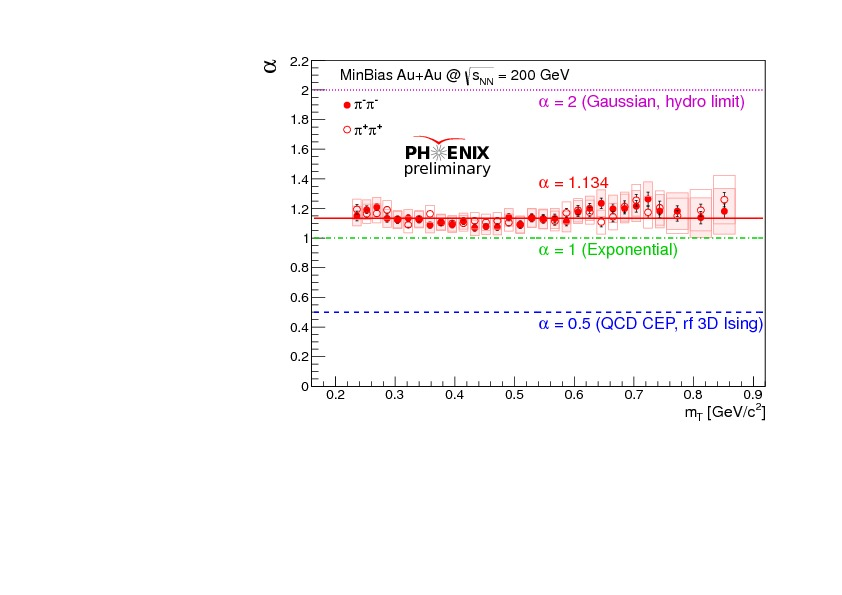 α
MinBias Au+Au @ √sNN = 200 GeV
π-π-
π+π+
PHENIX
preliminary
α = 2 (Gaussian, hydro limit)
α = 1.134
α = 1 (Exponential)
α = 0.5 (QCD CEP, rf 3D Ising)
2.2
2
1.8
1.6
1.4
1.2
1
0.8
0.6
0.4
0.2
0
0.2 0.3 0.4 0.5 0.6 0.7 0.8 0.9
mT [GeV/c2]